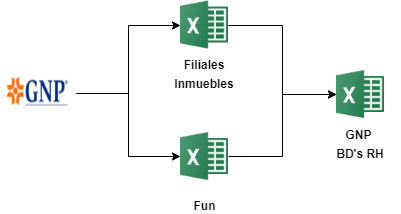 GNP®
Filiales
Inmuebles
GNP
BD's RH
Fun